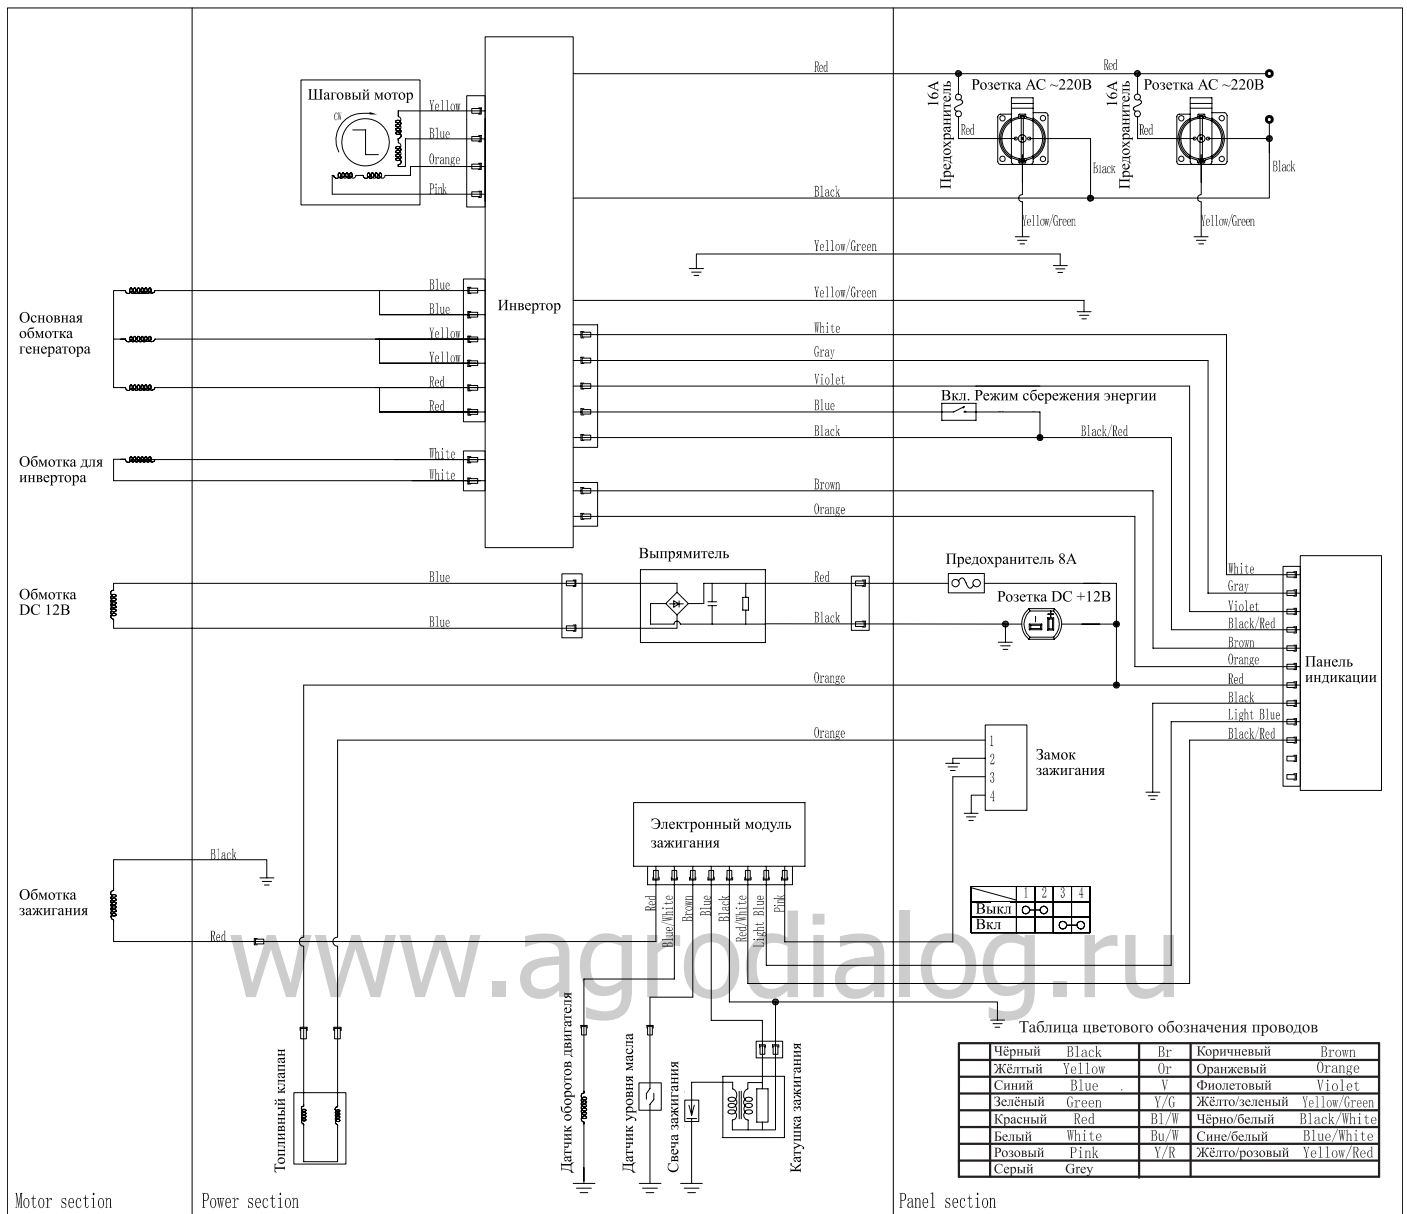 Шаговый мотор
CW
Yellow
Blue
Orange
Pink
Red
Red
16А
Предохранитель
Red
Розетка АС ~220В
16А
Предохранитель
Red
Розетка АС ~220В
Black
Black
Black
Yellow/Green
Yellow/Green
Yellow/Green
Yellow/Green
Инвертор
Основная
обмотка
генератора
Blue
Blue
Yellow
Yellow
Red
Red
White
Gray
Violet
Blue
Black
Вкл. Режим сбережения энергии
Black/Red
Обмотка для
инвертора
White
White
Brown
Orange
Обмотка
DC 12В
Blue
Blue
Выпрямитель
Red
Black
Предохранитель 8А
Розетка DC +12В
White
Gray
Violet
Black/Red
Brown
Orange
Red
Black
Light Blue
Black/Red
Панель
индикации
Orange
Orange
1
2
3
4
Замок
зажигания
Электронный модуль
зажигания
Red
Blue/White
Brown
Blue
Black
Red/White
Light Blue
Pink
Обмотка
зажигания
Black
Red
1 2 3 4
Выкл
Вкл
www.agrodialog.ru
Топливный клапан
Датчик оборотов двигателя
Датчик уровня масла
Свеча зажигания
Катушка зажигания
Таблица цветового обозначения проводов
Чёрный Black Br Коричневый Brown
Жёлтый Yellow Or Оранжевый Orange
Синий Blue . V Фиолетовый Violet
Зелёный Green Y/G Жёлто/зеленый Yellow/Green
Красный Red Bl/W Чёрно/белый Black/White
Белый White Bu/W Сине/белый Blue/White
Розовый Pink Y/R Жёлто/розовый Yellow/Red
Серый Grey
Motor section
Power section
Panel section